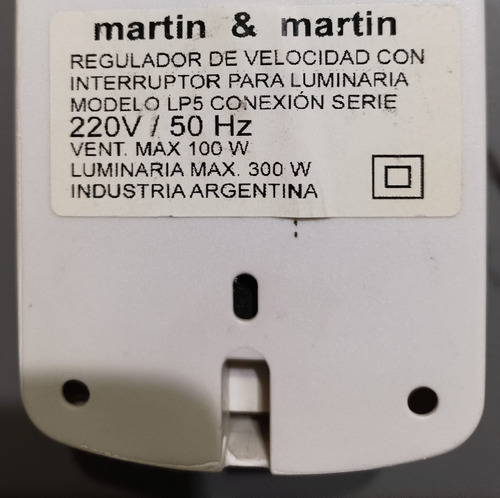 martin & martin
REGULADOR DE VELOCIDAD CON
INTERRUPTOR PARA LUMINARIA
MODELO LP5 CONEXIÓN SERIE
220V / 50 Hz
VENT. MAX 100 W
LUMINARIA MAX. 300 W
INDUSTRIA ARGENTINA